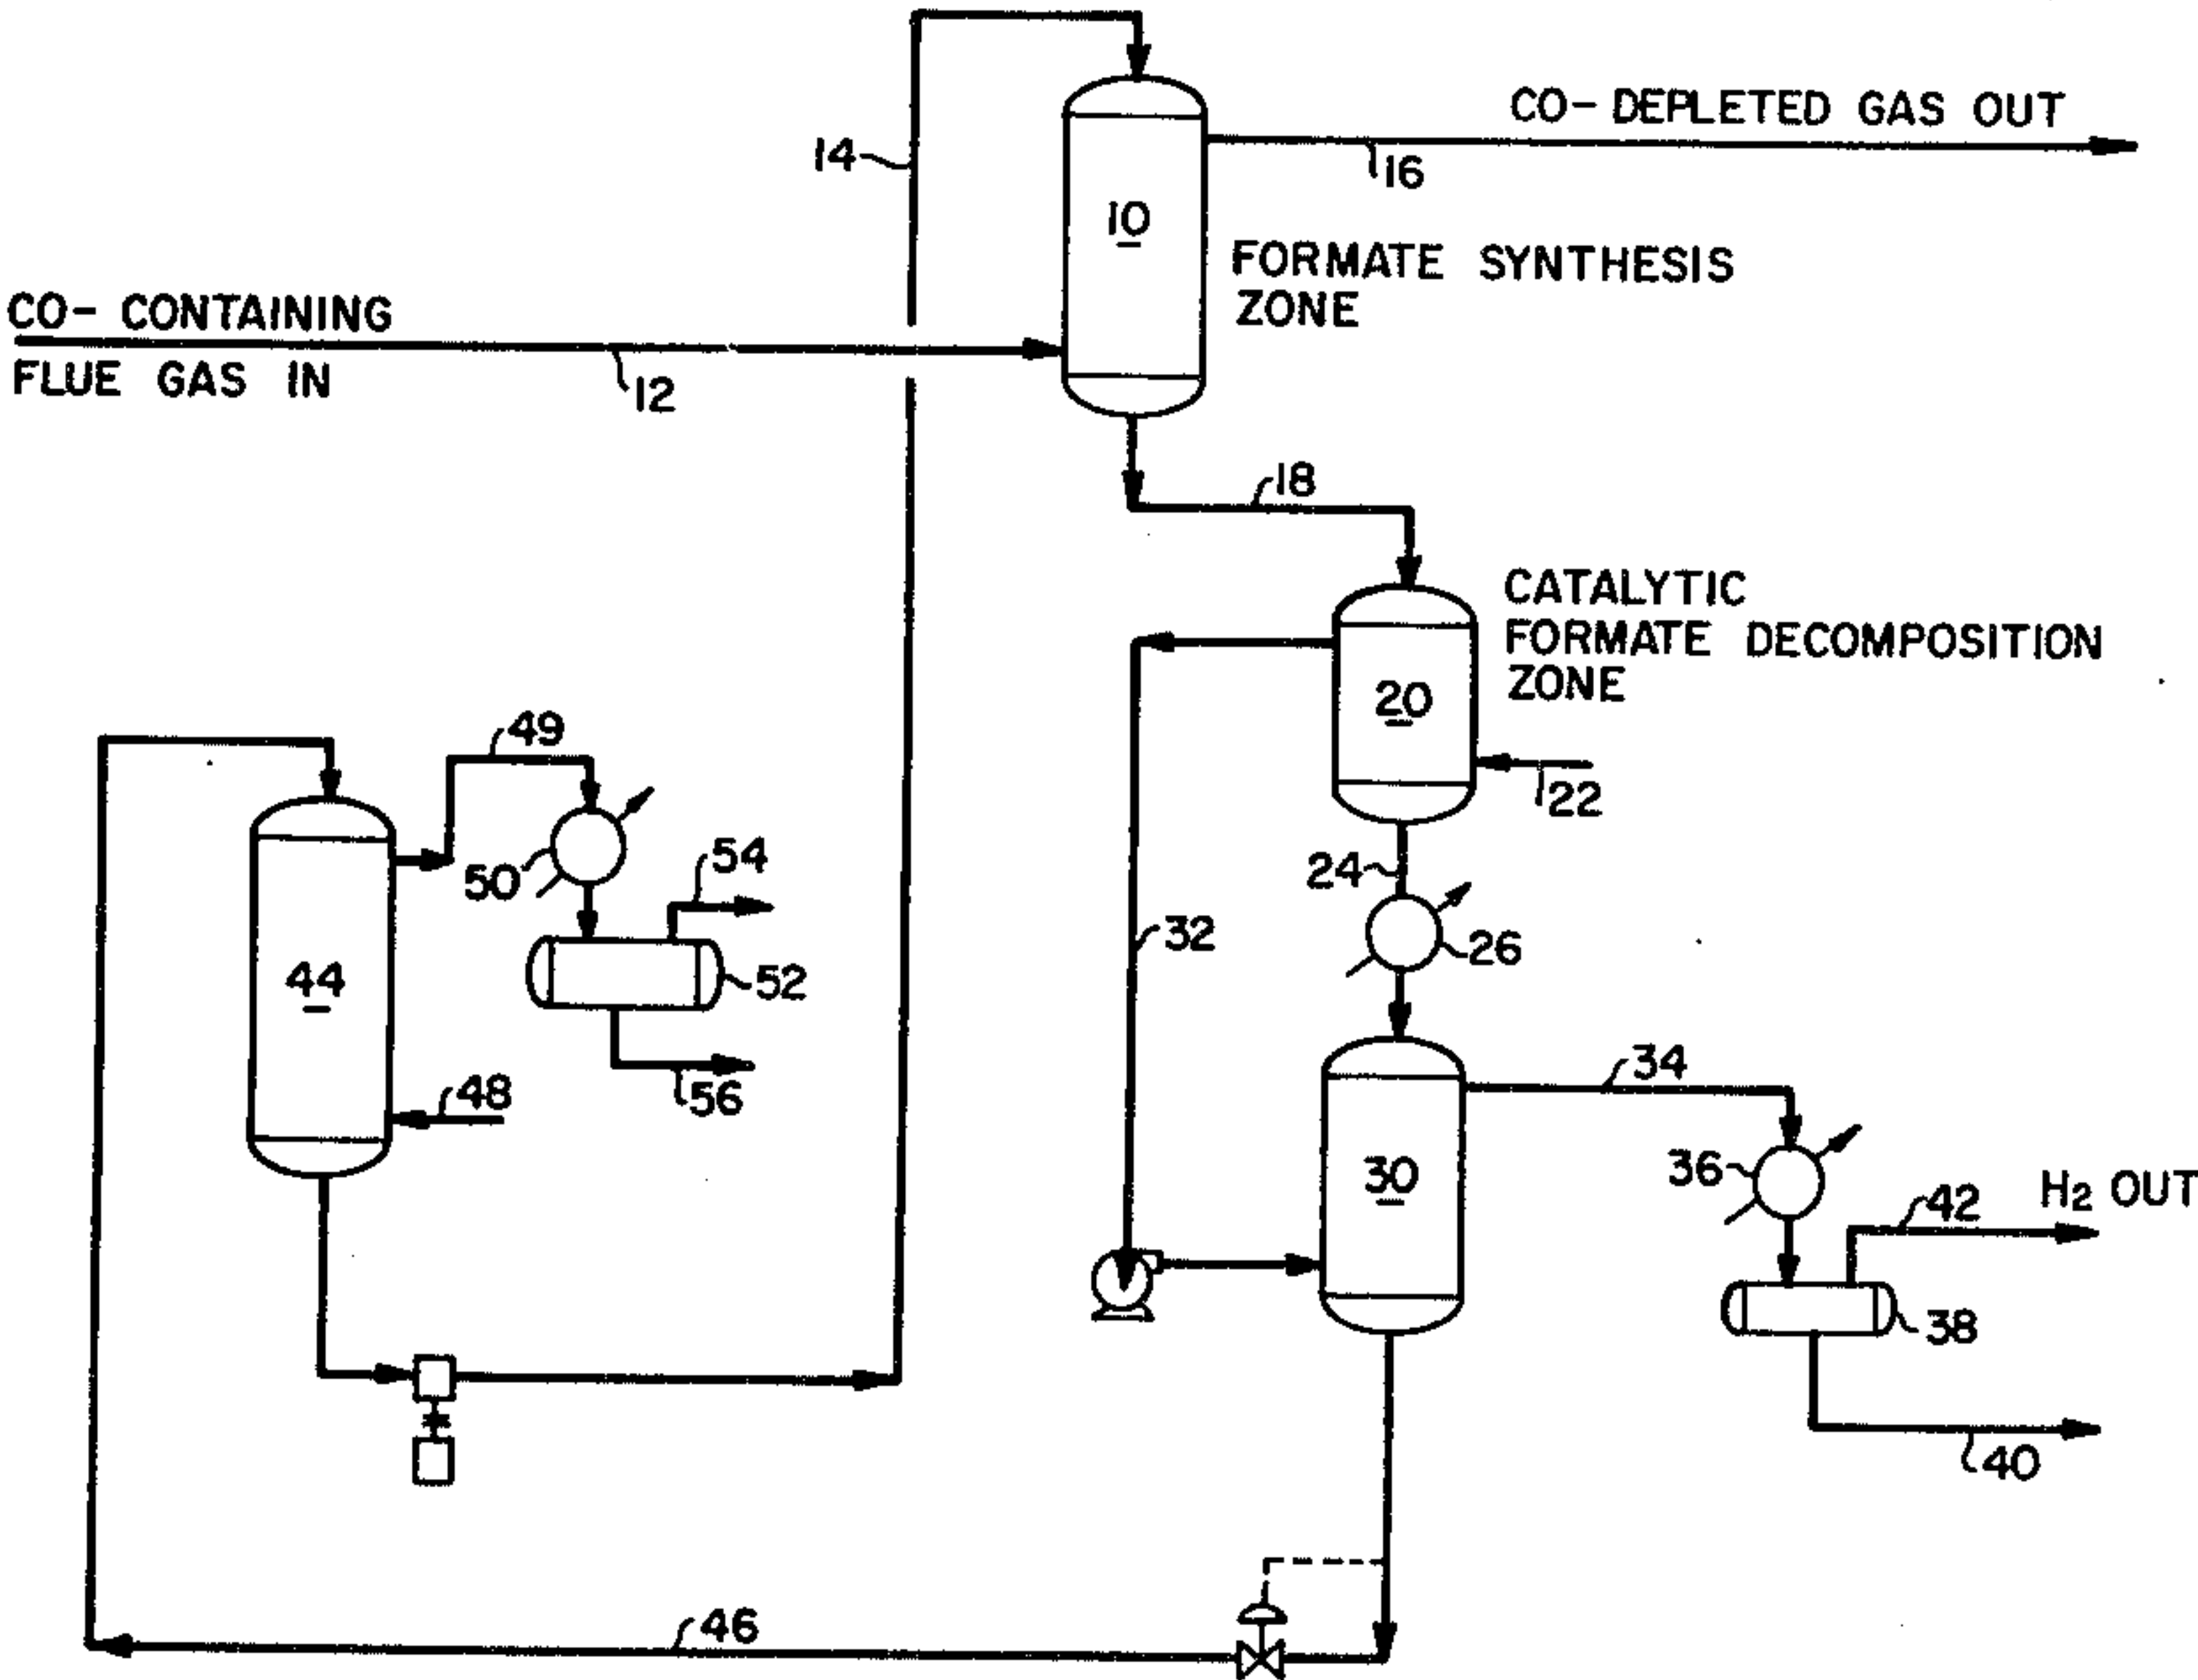 14
CO- DEPLETED GAS OUT
16
10
FORMATE SYNTHESIS
ZONE
CO- CONTAINING
FLUE GAS IN
12
18
CATALYTIC
FORMATE DECOMPOSITION
ZONE
20
22
49
50
54
24
32
26
52
44
48
56
34
30
36
42
H2 OUT
38
40
46